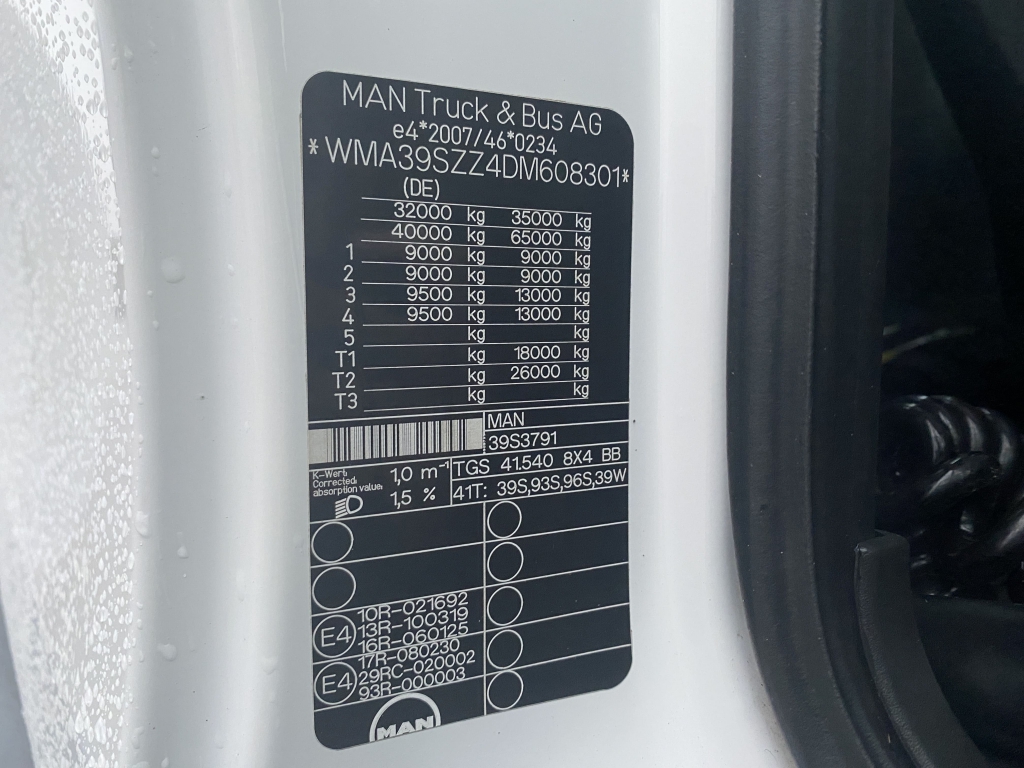 MAN Truck & Bus AG
e4*2007/46*0234
*WMA39SZZ4DM608301*
(DE)
32000 kg 35000 kg
40000 kg 65000 kg
1 9000 kg 9000 kg
2 9000 kg 9000 kg
3 9500 kg 13000 kg
4 9500 kg 13000 kg
5 kg kg
T1 kg 18000 kg
T2 kg 26000 kg
T3 kg kg
MAN
39S3791
K-Wert:
Corrected
absorption value:
1,0 m⁻¹
1,5 %
TGS 41.540 8X4 BB
41T: 39S,93S,96S,39W
E4 10R-021692
13R-100319
16R-060125
E4 17R-080230
29RC-020002
93R-000003
MAN